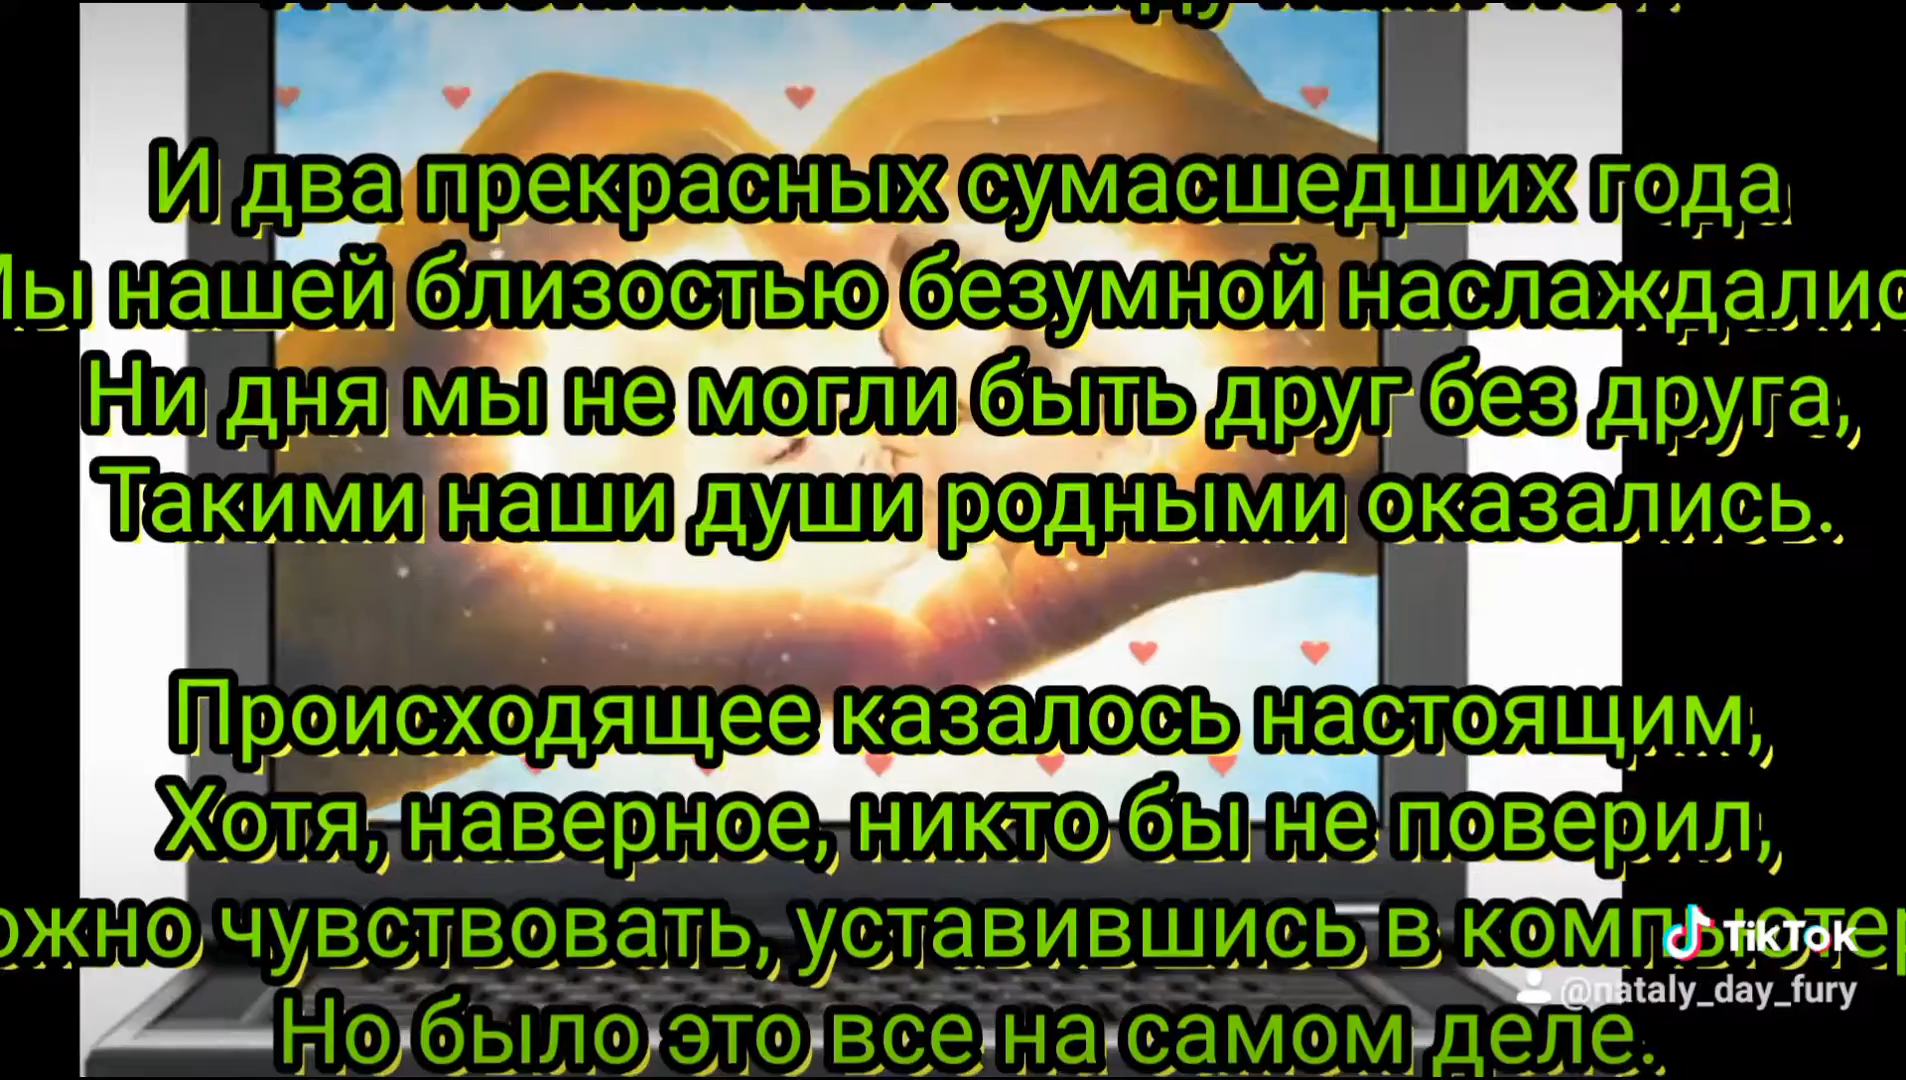 И два прекрасных сумасшедших года
нашей близостью безумной
Ни дня мы не могли быть друг без друга,
Такими наши души родными оказались.
Происходящее казалось настоящим,
Хотя, наверное, никто бы не поверил,
чувствовать, уставившись в
TikTok
@nataly_day_fury
Но было это все на самом деле.